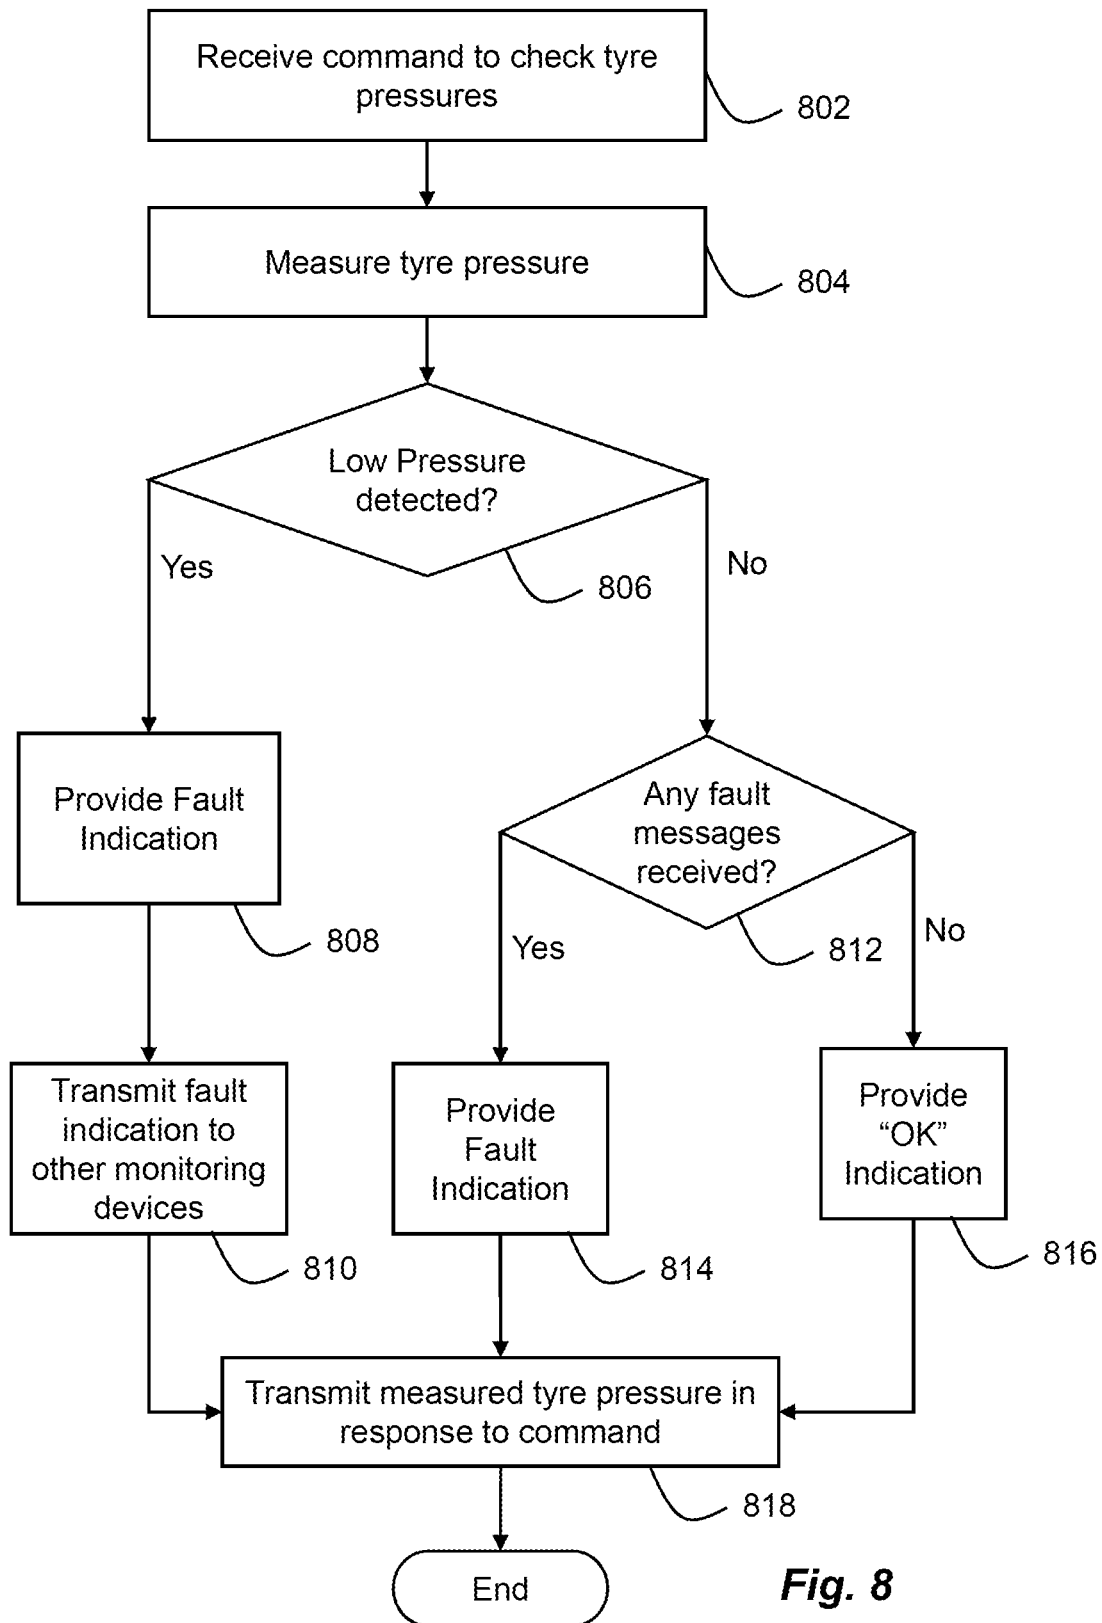 Receive command to check tyre
pressures
802
Measure tyre pressure
804
Low Pressure
detected?
806
Yes
No
Provide Fault
Indication
808
Any fault
messages
received?
812
Yes
No
Transmit fault
indication to
other monitoring
devices
810
Provide
Fault
Indication
814
Provide
“OK”
Indication
816
Transmit measured tyre pressure in
response to command
818
End
Fig. 8